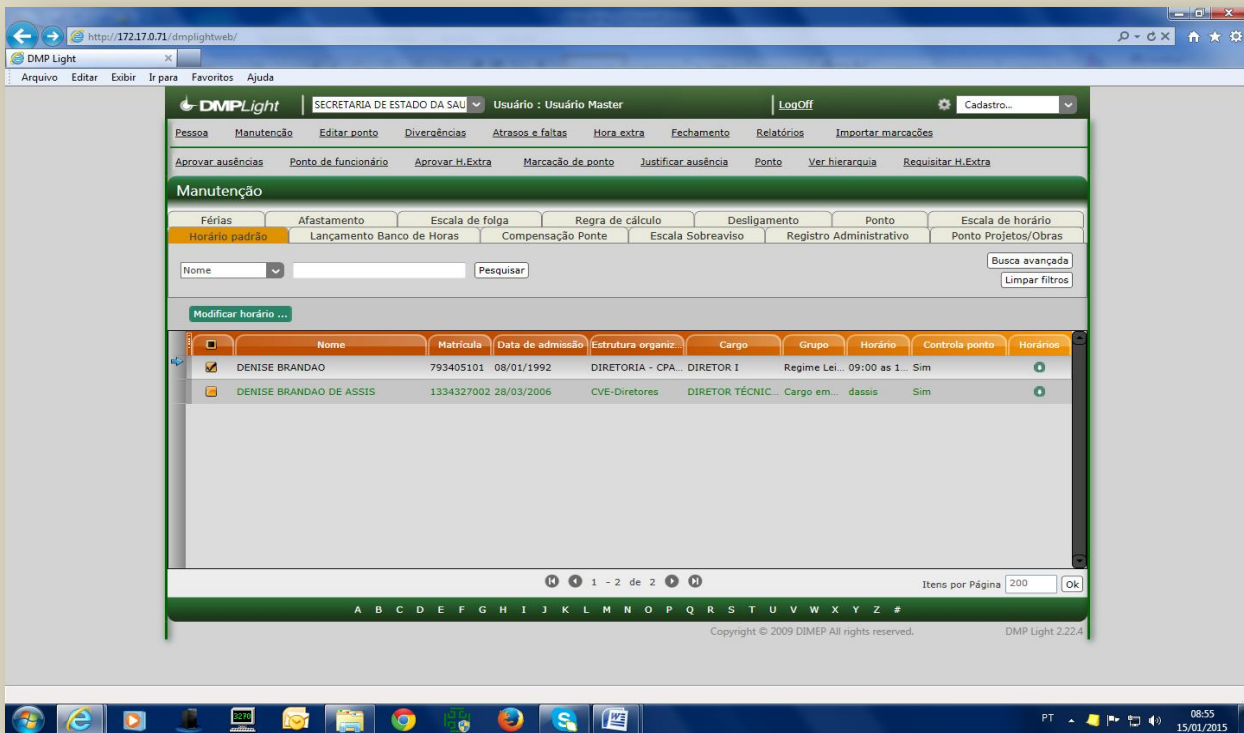 http://172.17.0.71/dmplightweb/
DMP Light
Arquivo Editar Exibir Ir para Favoritos Ajuda
DMPLight SECRETARIA DE ESTADO DA SAU Usuário : Usuário Master LogOff Cadastro...
Pessoa Manutenção Editar ponto Divergências Atrasos e faltas Hora extra Fechamento Relatórios Importar marcações
Aprovar ausências Ponto de funcionário Aprovar H.Extra Marcação de ponto Justificar ausência Ponto Ver hierarquia Requisitar H.Extra
Manutenção
Férias Afastamento Escala de folga Regra de cálculo Desligamento Ponto Escala de horário
Horário padrão Lançamento Banco de Horas Compensação Ponte Escala Sobreaviso Registro Administrativo Ponto Projetos/Obras
Busca avançada
Nome Pesquisar
Limpar filtros
Modificar horário ...
Nome Matrícula Data de admissão Estrutura organiz... Cargo Grupo Horário Controla ponto Horários
DENISE BRANDAO 793405101 08/01/1992 DIRETORIA - CPA... DIRETOR I Regime Lei... 09:00 as 1... Sim
DENISE BRANDAO DE ASSIS 1334327002 28/03/2006 CVE-Diretores DIRETOR TÉCNIC... Cargo em... dassis Sim
1 - 2 de 2 Itens por Página 200 Ok
A B C D E F G H I J K L M N O P Q R S T U V W X Y Z #
Copyright © 2009 DIMEP All rights reserved. DMP Light 2.22.4
3270
PT 08:55
15/01/2015